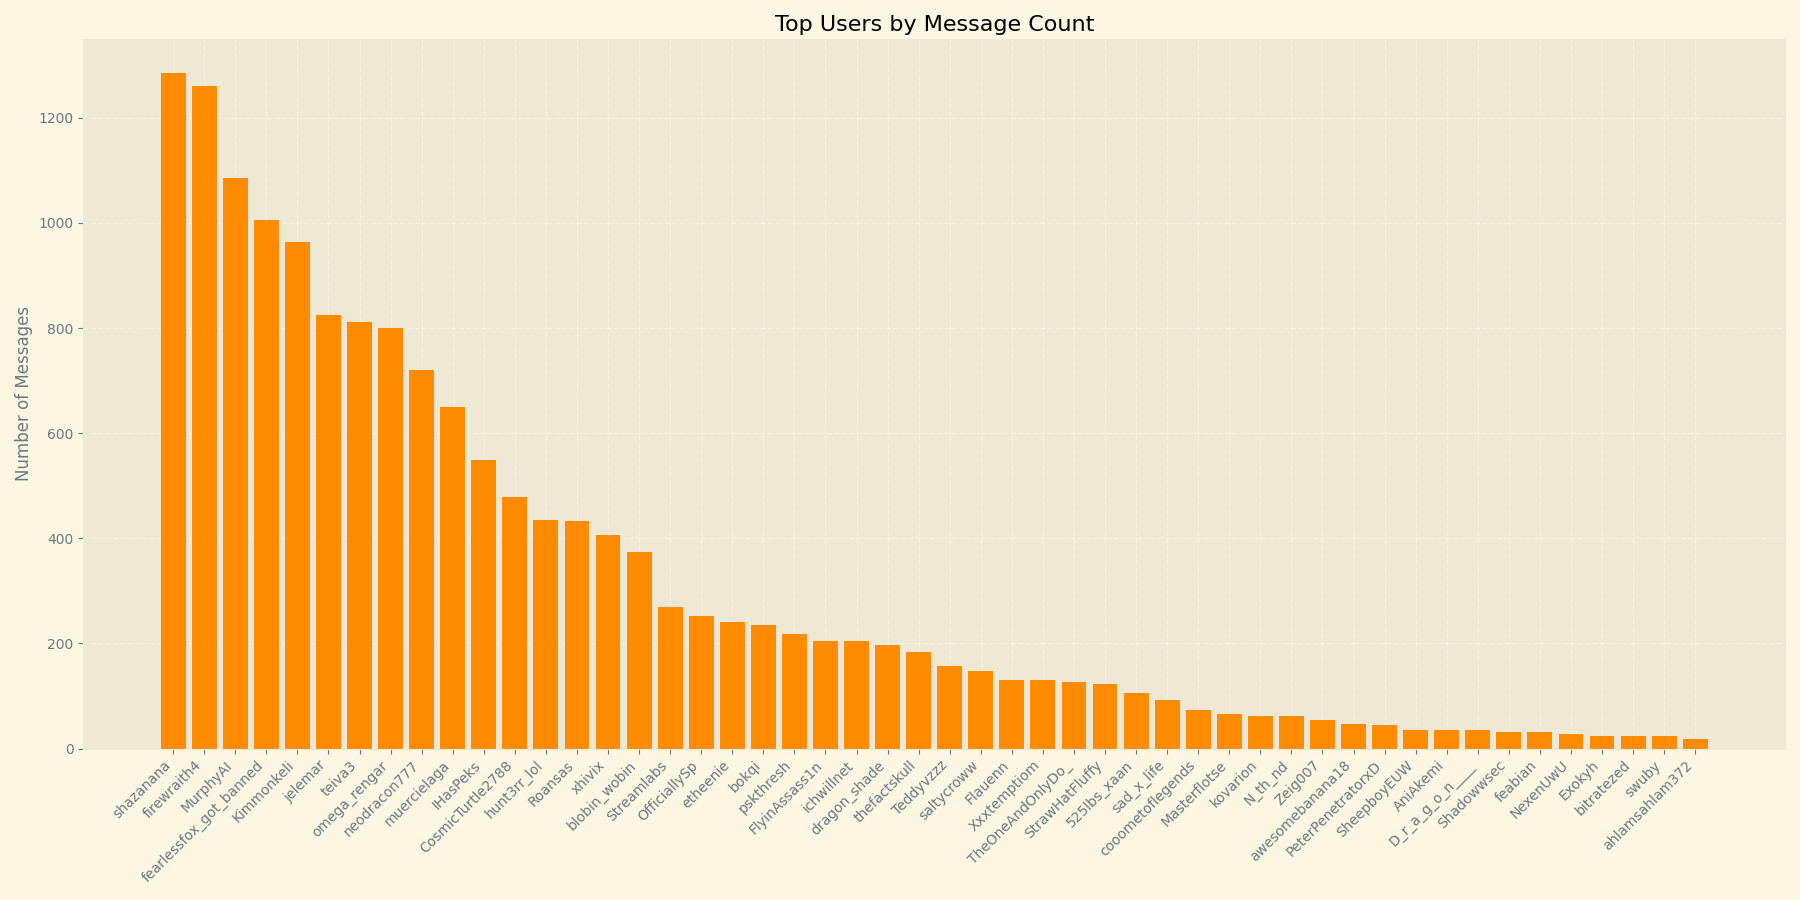 Top Users by Message Count
Number of Messages
1200
1000
800
600
400
200
0
shazanana
firewraith4
MurphyAI
fearlessfox_got_banned
Kimmonkeli
jelemar
teiva3
omega_rengar
neodracon777
muercielaga
IHasPeks
CosmicTurtle2788
hunt3rr_lol
Roansas
xhivix
blobin_wobin
Streamlabs
OfficiallySp
etheenie
bokqi
pskthresh
FlyinAssass1n
ichwillnet
dragon_shade
thefactskull
Teddyvzzz
saltycroww
Flauenn
Xxxtemptiom
TheOneAndOnlyDo_
StrawHatFluffy
525lbs_xaan
sad_x_life
cooometoflegends
Masterflotse
kovarion
N_th_nd
Zeig007
awesomebanana18
PeterPenetratorxD
SheepboyEUW
AniAkemi
D_r_a_g_o_n___
Shadowwsec
feabian
NexenUwU
Exokyh
bitratezed
swuby
ahlamsahlam372